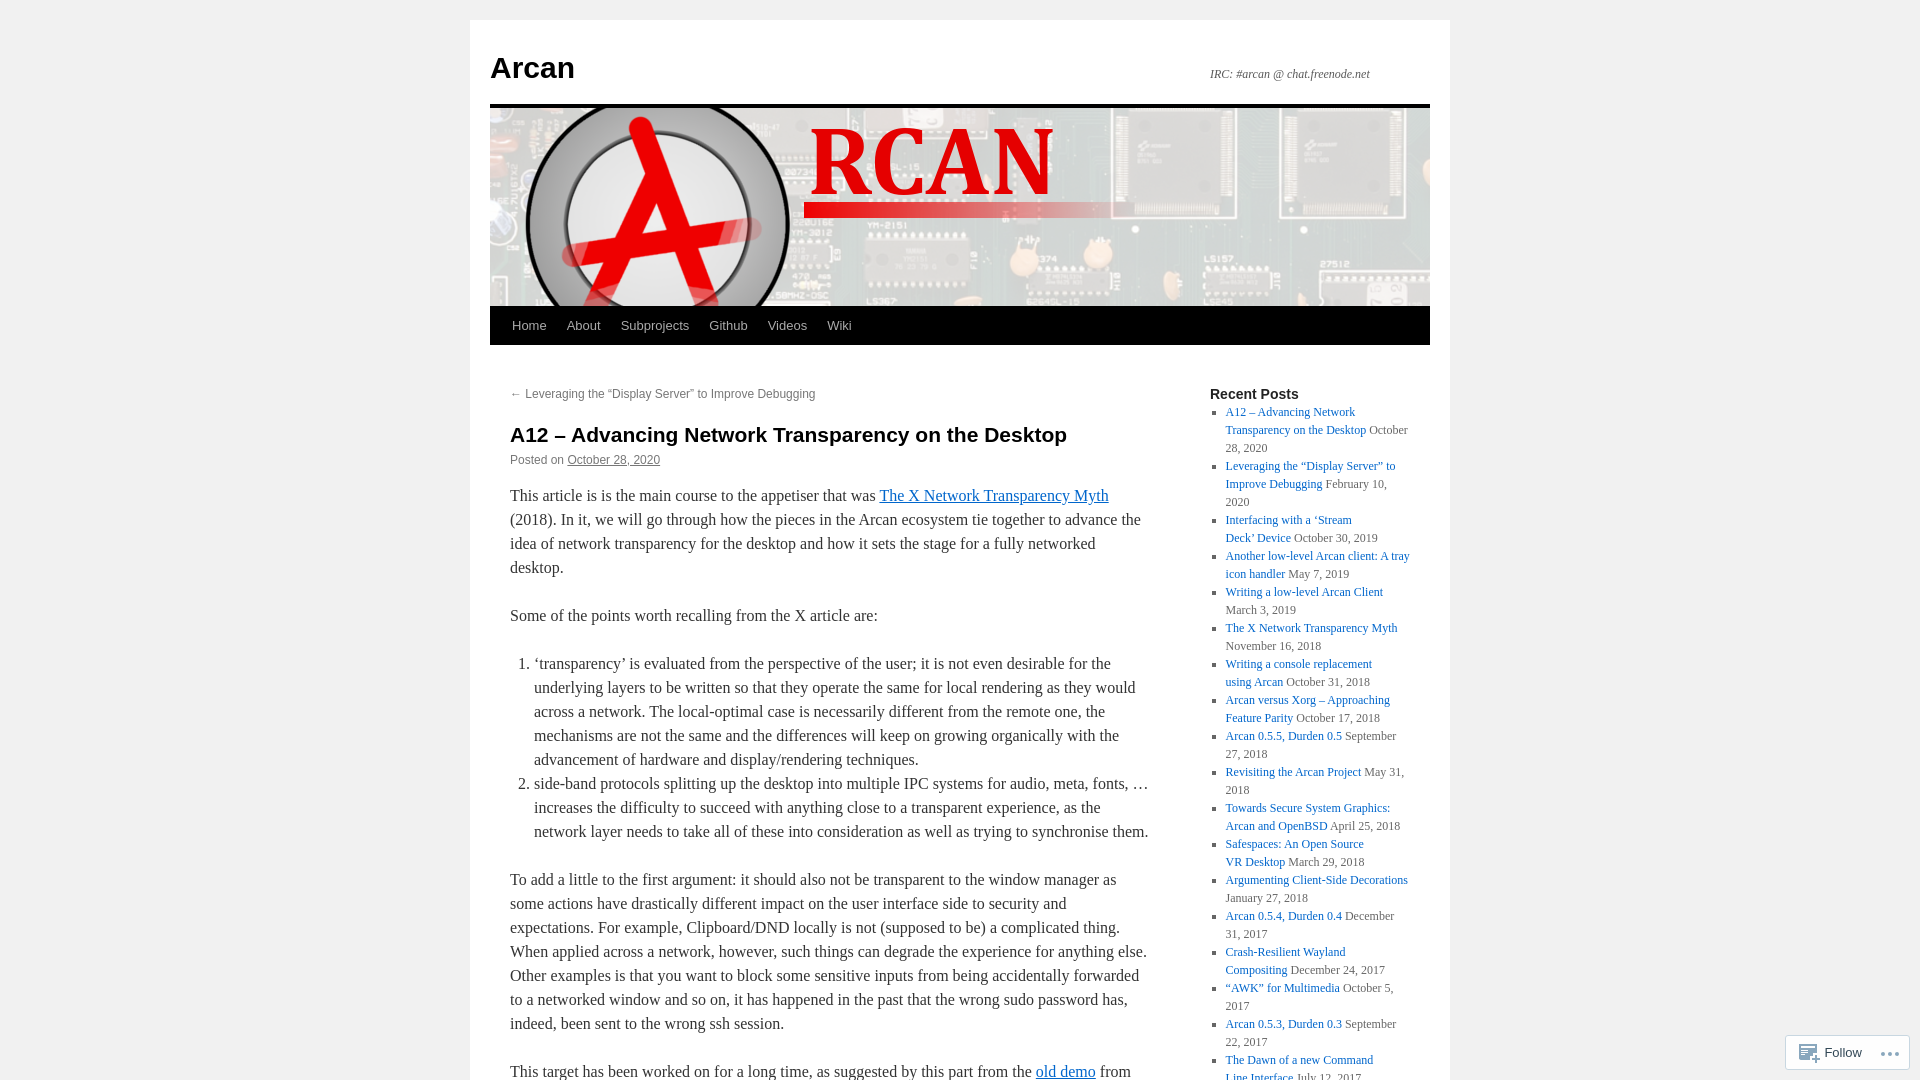 Arcan
IRC: #arcan @ chat.freenode.net
RCAN
Home About Subprojects Github Videos Wiki
← Leveraging the “Display Server” to Improve Debugging
A12 – Advancing Network Transparency on the Desktop
Posted on October 28, 2020
This article is is the main course to the appetiser that was The X Network Transparency Myth
(2018). In it, we will go through how the pieces in the Arcan ecosystem tie together to advance the
idea of network transparency for the desktop and how it sets the stage for a fully networked
desktop.
Some of the points worth recalling from the X article are:
1. ‘transparency’ is evaluated from the perspective of the user; it is not even desirable for the
underlying layers to be written so that they operate the same for local rendering as they would
across a network. The local-optimal case is necessarily different from the remote one, the
mechanisms are not the same and the differences will keep on growing organically with the
advancement of hardware and display/rendering techniques.
2. side-band protocols splitting up the desktop into multiple IPC systems for audio, meta, fonts, …
increases the difficulty to succeed with anything close to a transparent experience, as the
network layer needs to take all of these into consideration as well as trying to synchronise them.
To add a little to the first argument: it should also not be transparent to the window manager as
some actions have drastically different impact on the user interface side to security and
expectations. For example, Clipboard/DND locally is not (supposed to be) a complicated thing.
When applied across a network, however, such things can degrade the experience for anything else.
Other examples is that you want to block some sensitive inputs from being accidentally forwarded
to a networked window and so on, it has happened in the past that the wrong sudo password has,
indeed, been sent to the wrong ssh session.
This target has been worked on for a long time, as suggested by this part from the old demo from
Recent Posts
A12 – Advancing Network
Transparency on the Desktop October
28, 2020
Leveraging the “Display Server” to
Improve Debugging February 10,
2020
Interfacing with a ‘Stream
Deck’ Device October 30, 2019
Another low-level Arcan client: A tray
icon handler May 7, 2019
Writing a low-level Arcan Client
March 3, 2019
The X Network Transparency Myth
November 16, 2018
Writing a console replacement
using Arcan October 31, 2018
Arcan versus Xorg – Approaching
Feature Parity October 17, 2018
Arcan 0.5.5, Durden 0.5 September
27, 2018
Revisiting the Arcan Project May 31,
2018
Towards Secure System Graphics:
Arcan and OpenBSD April 25, 2018
Safespaces: An Open Source
VR Desktop March 29, 2018
Argumenting Client-Side Decorations
January 27, 2018
Arcan 0.5.4, Durden 0.4 December
31, 2017
Crash-Resilient Wayland
Compositing December 24, 2017
“AWK” for Multimedia October 5,
2017
Arcan 0.5.3, Durden 0.3 September
22, 2017
The Dawn of a new Command
Line Interface July 12, 2017
Follow